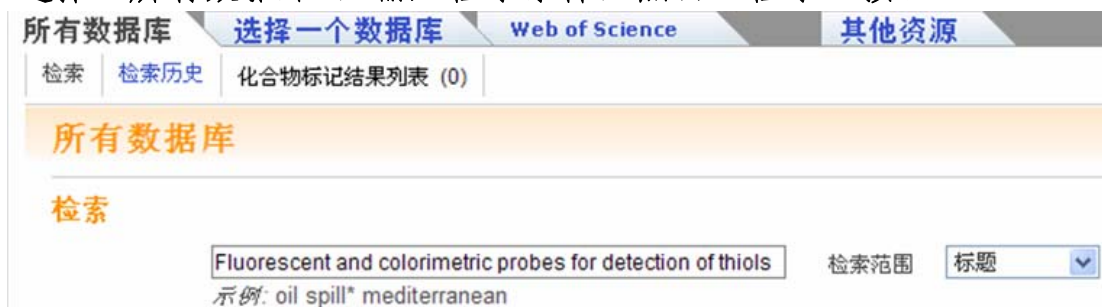 所有数据库 选择一个数据库 Web of Science 其他资源
检索 检索历史 化合物标记结果列表 (0)
所有数据库
检索
Fluorescent and colorimetric probes for detection of thiols 检索范围 标题
示例: oil spill* mediterranean